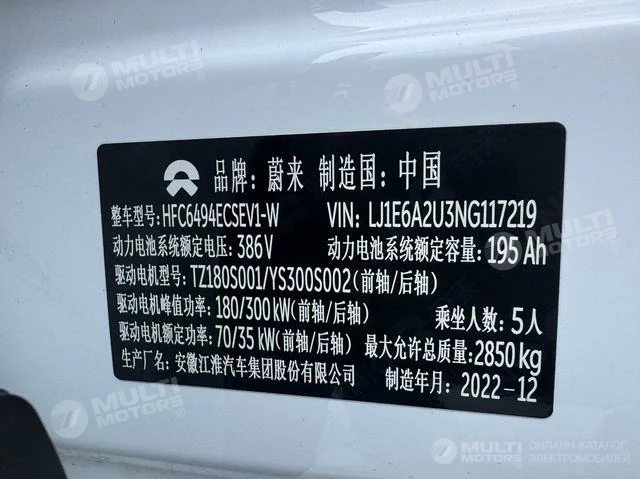 MULTI
MOTORS
MULTI
MOTORS
品牌: 蔚来 制造国: 中国
整车型号: HFC6494ECSEV1-W VIN: LJ1E6A2U3NG117219
动力电池系统额定电压: 386V 动力电池系统额定容量: 195 Ah
驱动电机型号: TZ180S001/YS300S002(前轴/后轴)
驱动电机峰值功率: 180/300kW(前轴/后轴) 乘坐人数: 5人
驱动电机额定功率: 70/35 kW(前轴/后轴) 最大允许总质量: 2850kg
生产厂名: 安徽江淮汽车集团股份有限公司 制造年月: 2022-12
MULTI
MOTORS
MULTI
MOTORS
ОНЛАЙН-КАТАЛОГ
ЭЛЕКТРОМОБИЛЕЙ